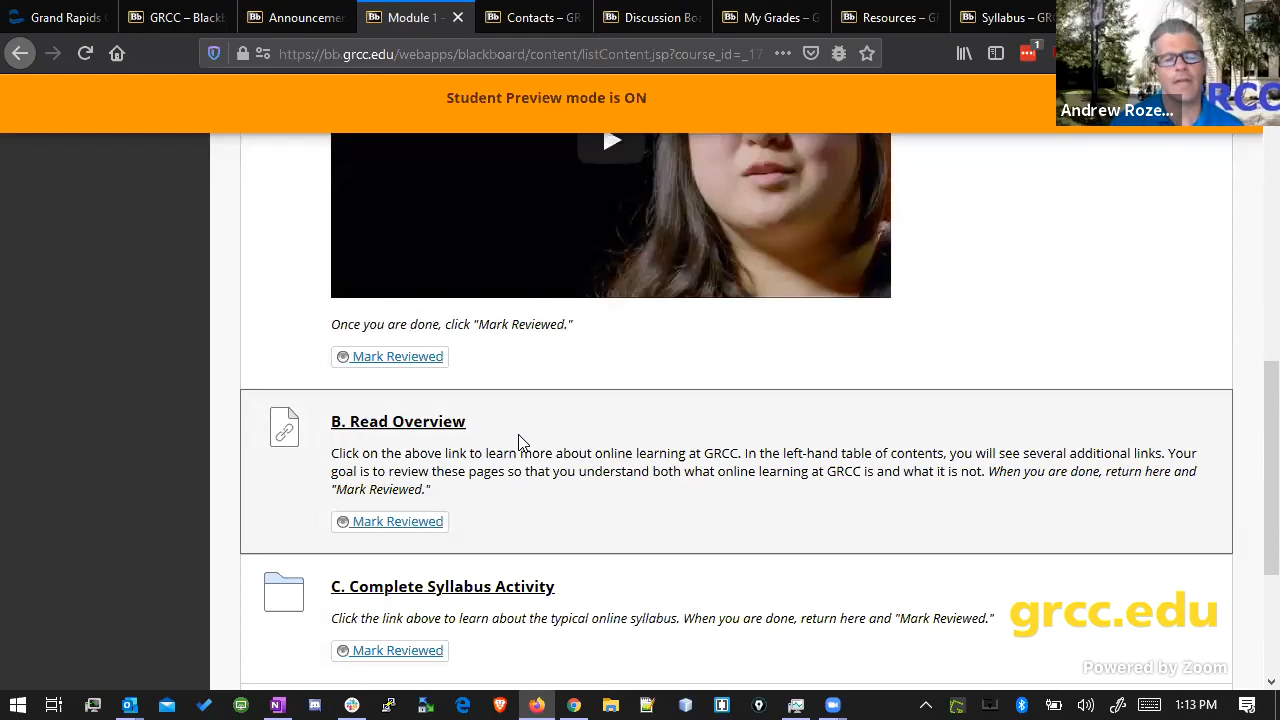 Grand Rapids C
GRCC – Blackb
Announcemer
Module 1 -
Contacts – GR
Discussion Boa
My Grades – G
Resources – GF
Syllabus – GRC
https://bb.grcc.edu/webapps/blackboard/content/listContent.jsp?course_id=_17
1
Student Preview mode is ON
RCC
Andrew Roze...
Once you are done, click "Mark Reviewed."
Mark Reviewed
B. Read Overview
Click on the above link to learn more about online learning at GRCC. In the left-hand table of contents, you will see several additional links. Your
goal is to review these pages so that you understand both what online learning at GRCC is and what it is not. When you are done, return here and
"Mark Reviewed."
Mark Reviewed
C. Complete Syllabus Activity
Click the link above to learn about the typical online syllabus. When you are done, return here and "Mark Reviewed."
Mark Reviewed
grcc.edu
Powered by Zoom
1:13 PM